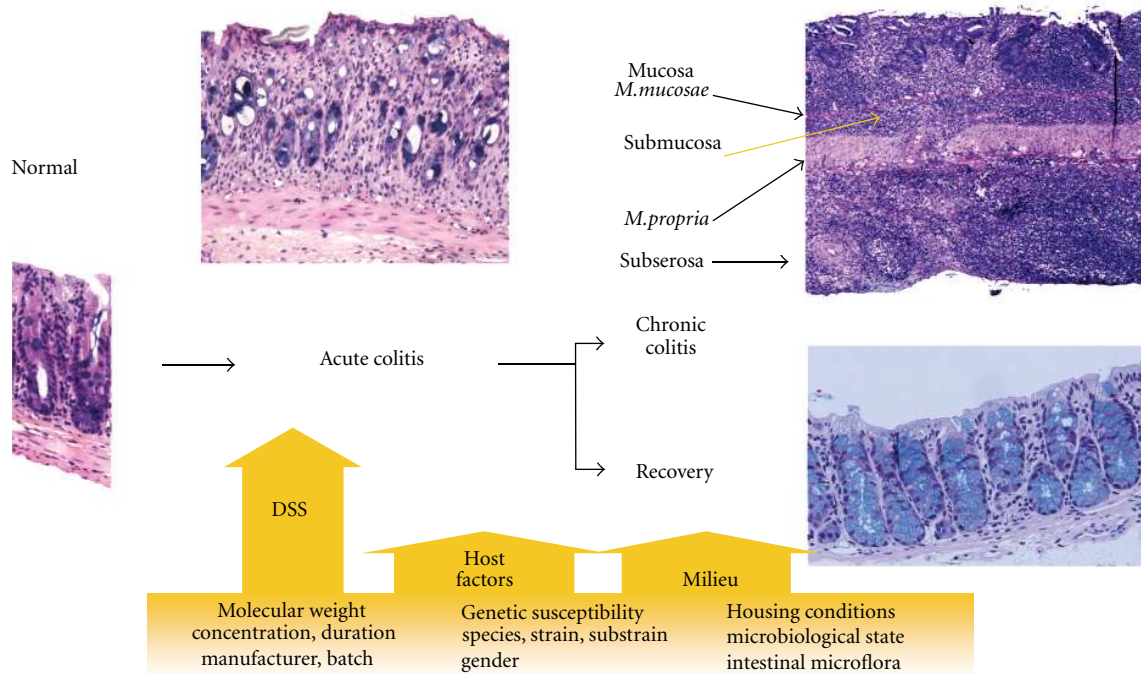 Normal
Mucosa
M.mucosae
Submucosa
M.propria
Subserosa
Acute colitis
Chronic
colitis
Recovery
DSS
Host
factors
Milieu
Molecular weight
concentration, duration
manufacturer, batch
Genetic susceptibility
species, strain, substrain
gender
Housing conditions
microbiological state
intestinal microflora